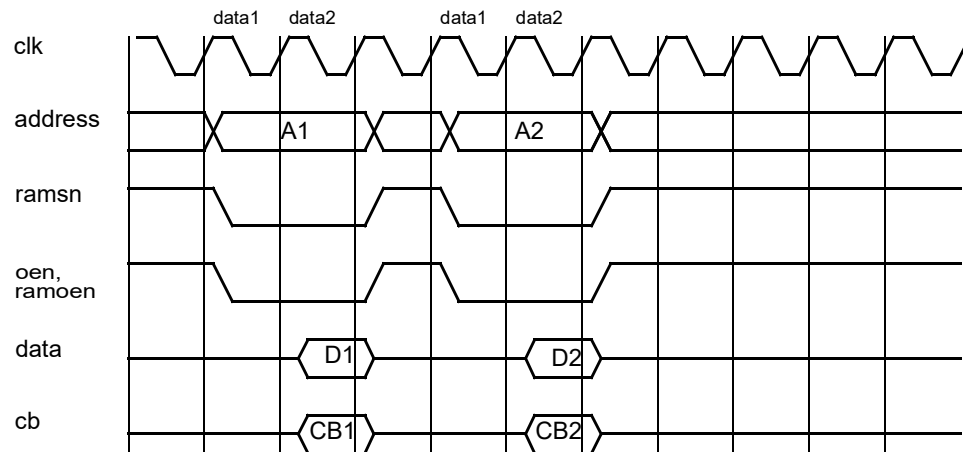 data1 data2 data1 data2
clk
address A1 A2
ramsn
oen,
ramoen
data D1 D2
cb CB1 CB2